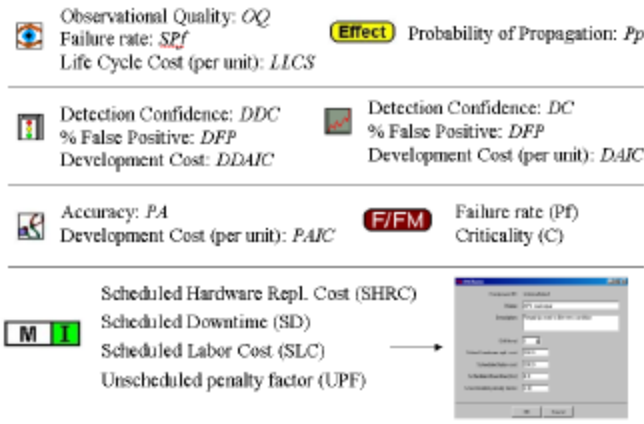 Observational Quality: OQ
Failure rate: SPf
Life Cycle Cost (per unit): LLCS
Effect
Probability of Propagation: Pp
Detection Confidence: DDC
% False Positive: DFP
Development Cost: DDAIC
Detection Confidence: DC
% False Positive: DFP
Development Cost (per unit): DAIC
Accuracy: PA
Development Cost (per unit): PAIC
F/FM
Failure rate (Pf)
Criticality (C)
M I
Scheduled Hardware Repl. Cost (SHRC)
Scheduled Downtime (SD)
Scheduled Labor Cost (SLC)
Unscheduled penalty factor (UPF)